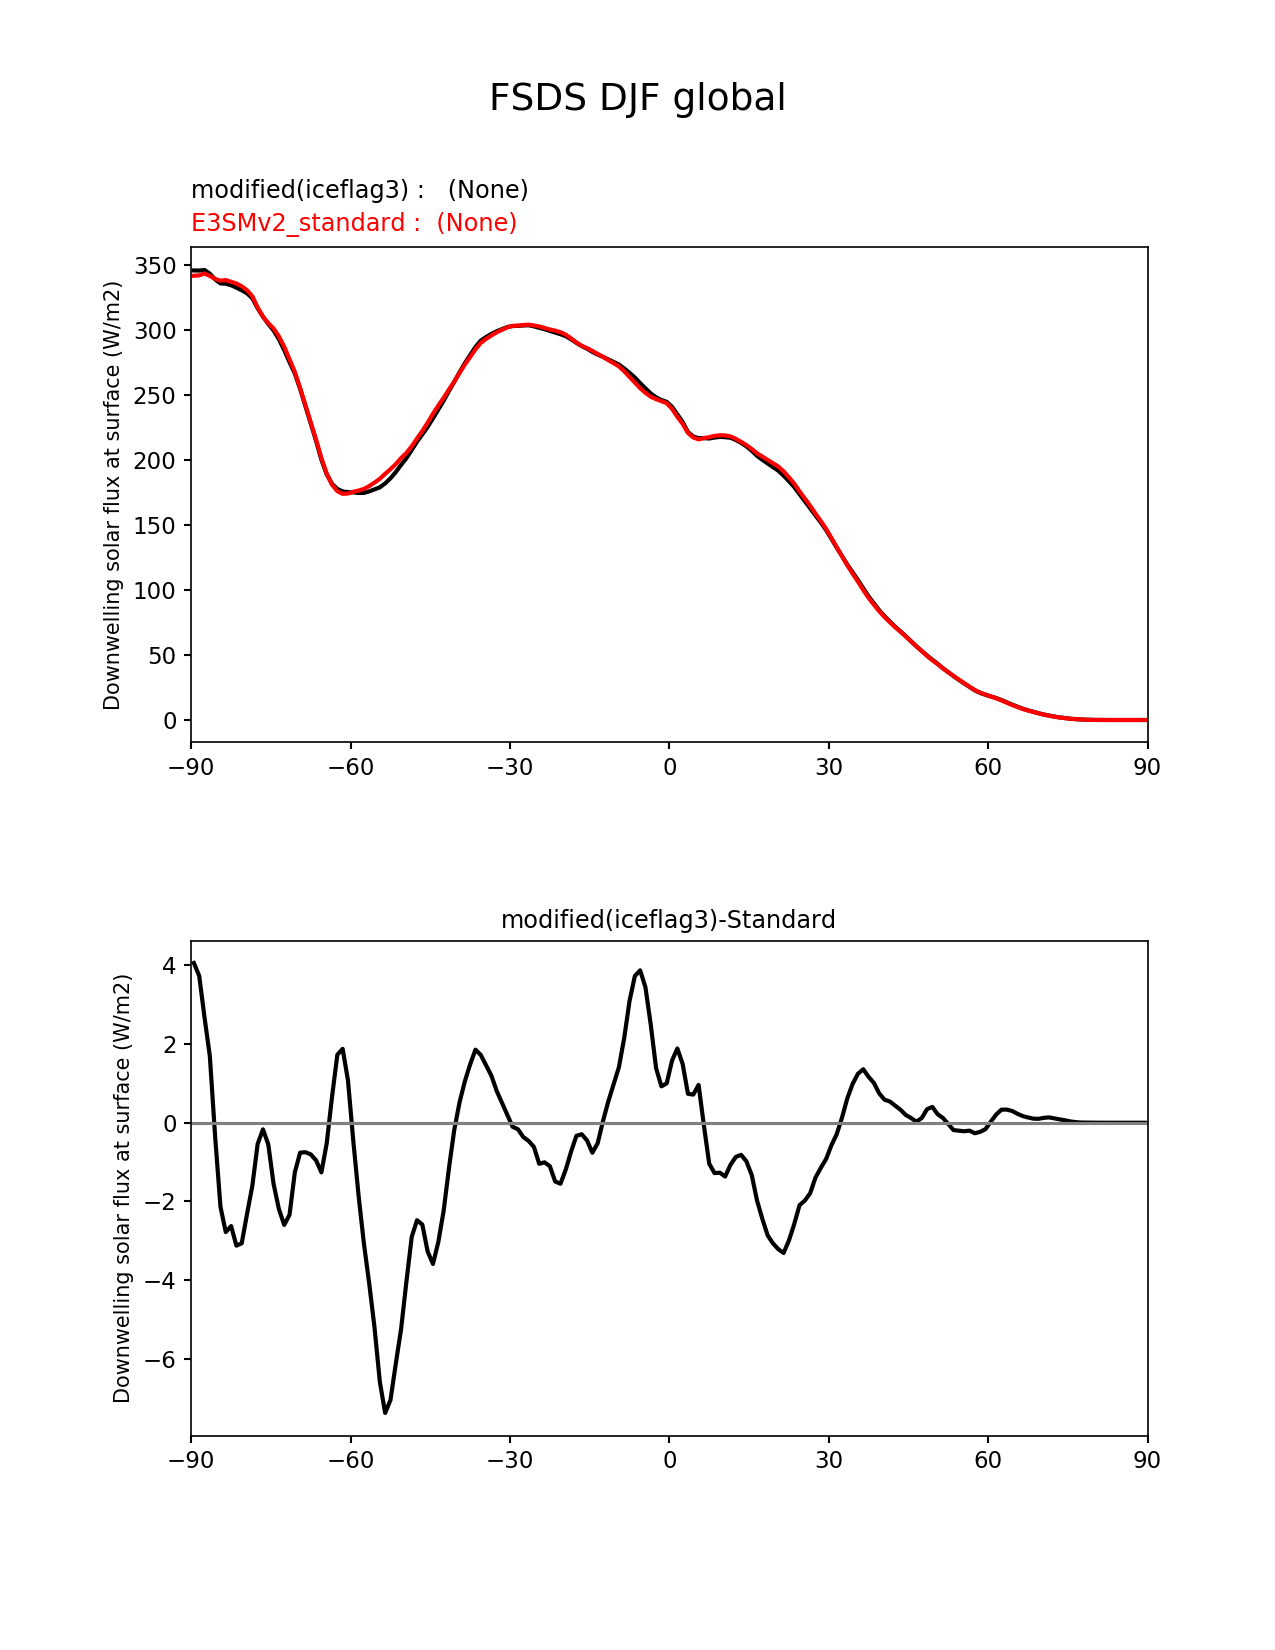 FSDS DJF global
modified(iceflag3) :   (None)
E3SMv2_standard :  (None)
Downwelling solar flux at surface (W/m2)
350
300
250
200
150
100
50
0
−90 −60 −30 0 30 60 90
modified(iceflag3)-Standard
Downwelling solar flux at surface (W/m2)
4
2
0
−2
−4
−6
−90 −60 −30 0 30 60 90